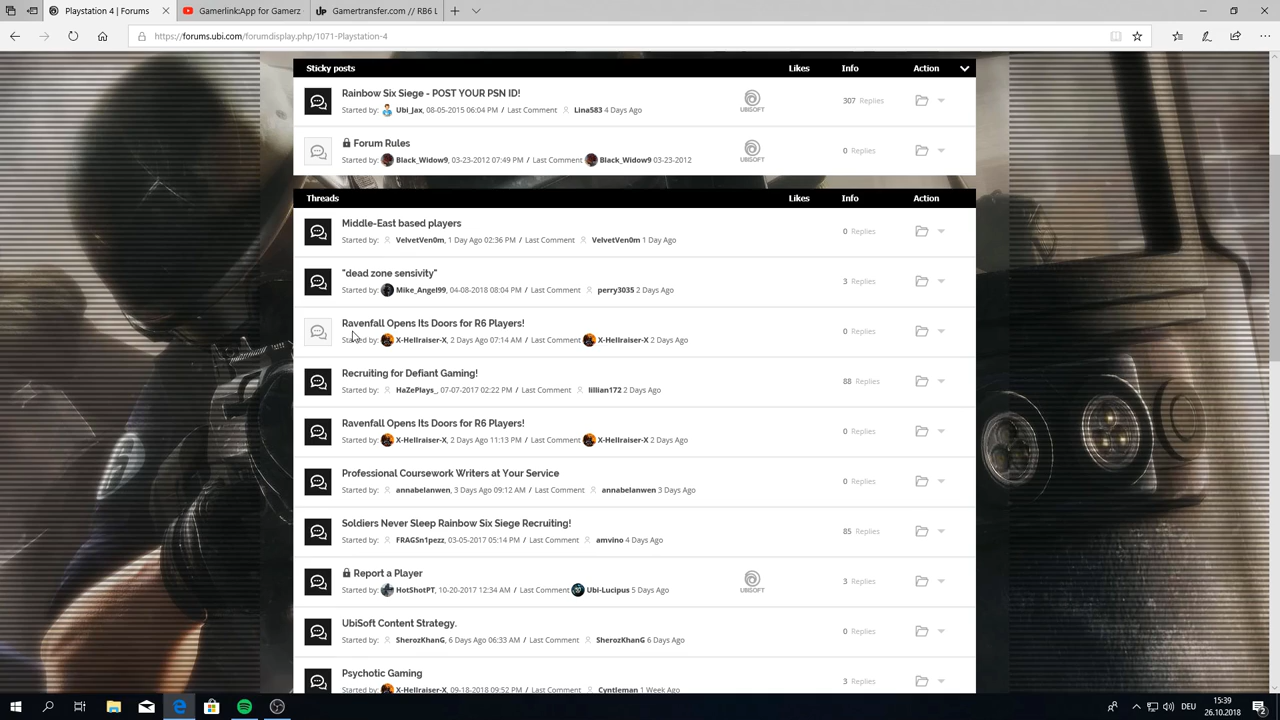 Playstation 4 | Forums
Gamerlink:App for Gamerz
Gamertransfer.com // RB6 L
https://forums.ubi.com/forumdisplay.php/1071-Playstation-4
Sticky posts Likes Info Action
Rainbow Six Siege - POST YOUR PSN ID!
Started by: Ubi_Jax, 08-05-2015 06:04 PM / Last Comment Lina583 4 Days Ago
UBISOFT
307 Replies
Forum Rules
Started by: Black_Widow9 03-23-2012 07:49 PM / Last Comment Black_Widow9 03-23-2012
UBISOFT
0 Replies
Threads Likes Info Action
Middle-East based players
Started by: VelvetVen0m, 1 Day Ago 02:36 PM / Last Comment VelvetVen0m 1 Day Ago
0 Replies
"dead zone sensivity"
Started by: Mike_Angel99, 04-08-2018 08:04 PM / Last Comment perry3035 2 Days Ago
3 Replies
Ravenfall Opens Its Doors for R6 Players!
Started by: X-Hellraiser-X, 2 Days Ago 07:14 AM / Last Comment X-Hellraiser-X 2 Days Ago
0 Replies
Recruiting for Defiant Gaming!
Started by: HaZePlays_, 07-07-2017 02:22 PM / Last Comment lillian172 2 Days Ago
88 Replies
Ravenfall Opens Its Doors for R6 Players!
Started by: X-Hellraiser-X, 2 Days Ago 11:13 PM / Last Comment X-Hellraiser-X 2 Days Ago
0 Replies
Professional Coursework Writers at Your Service
Started by: annabelanwen, 3 Days Ago 09:12 AM / Last Comment annabelanwen 3 Days Ago
0 Replies
Soldiers Never Sleep Rainbow Six Siege Recruiting!
Started by: FRAGSn1pezz, 03-05-2017 05:14 PM / Last Comment amvino 4 Days Ago
85 Replies
Report a Player
Started by: HotShotPT, 10-20-2017 12:34 AM / Last Comment Ubi-Lucipus 5 Days Ago
UBISOFT
3 Replies
UbiSoft Content Strategy.
Started by: SherozKhanG, 6 Days Ago 06:33 AM / Last Comment SherozKhanG 6 Days Ago
0 Replies
Psychotic Gaming
Started by: X-Hellraiser-X, Last Comment Cyntleman 1 Week Ago
3 Replies
DEU
15:39
26.10.2018
2